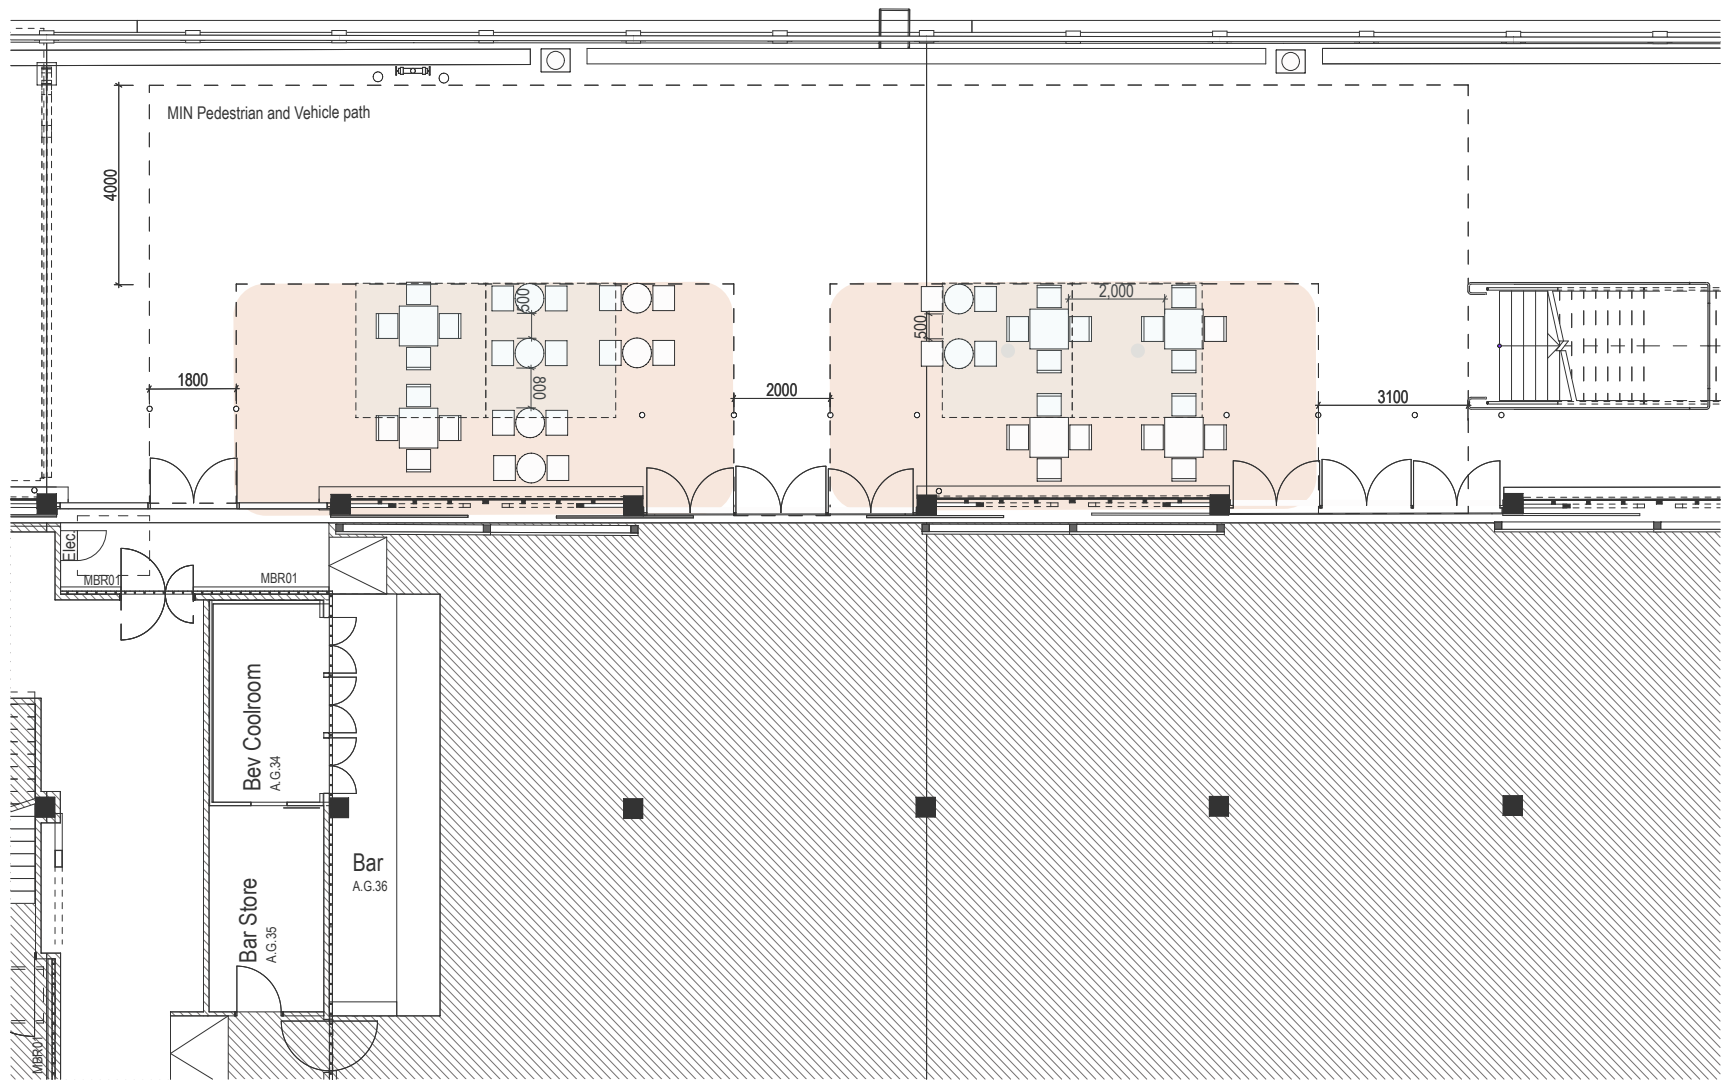 MIN Pedestrian and Vehicle path
4000
500
2,000
500
800
1800
2000
3100
Elec.
MBR01
MBR01
Bev Coolroom
A.G.34
Bar
A.G.36
Bar Store
A.G.35
MBR01